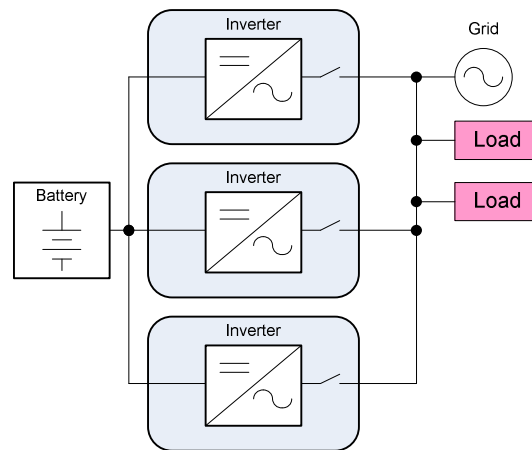 Inverter
Grid
Load
Inverter
Battery
Load
Inverter